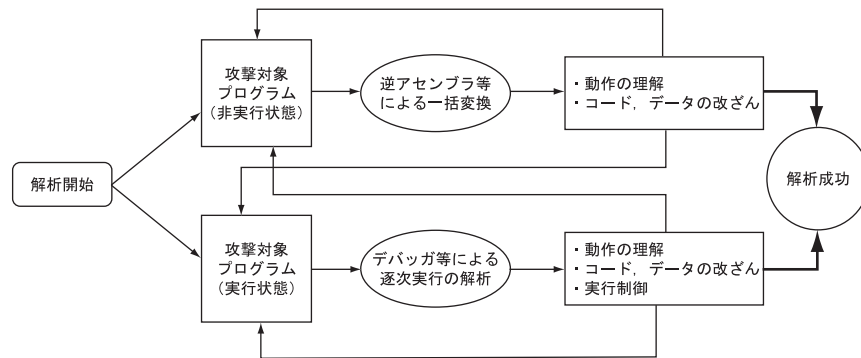 解析開始
攻撃対象
プログラム
(非実行状態)
逆アセンブラ等
による一括変換
・動作の理解
・コード,データの改ざん
攻撃対象
プログラム
(実行状態)
デバッガ等による
逐次実行の解析
・動作の理解
・コード,データの改ざん
・実行制御
解析成功